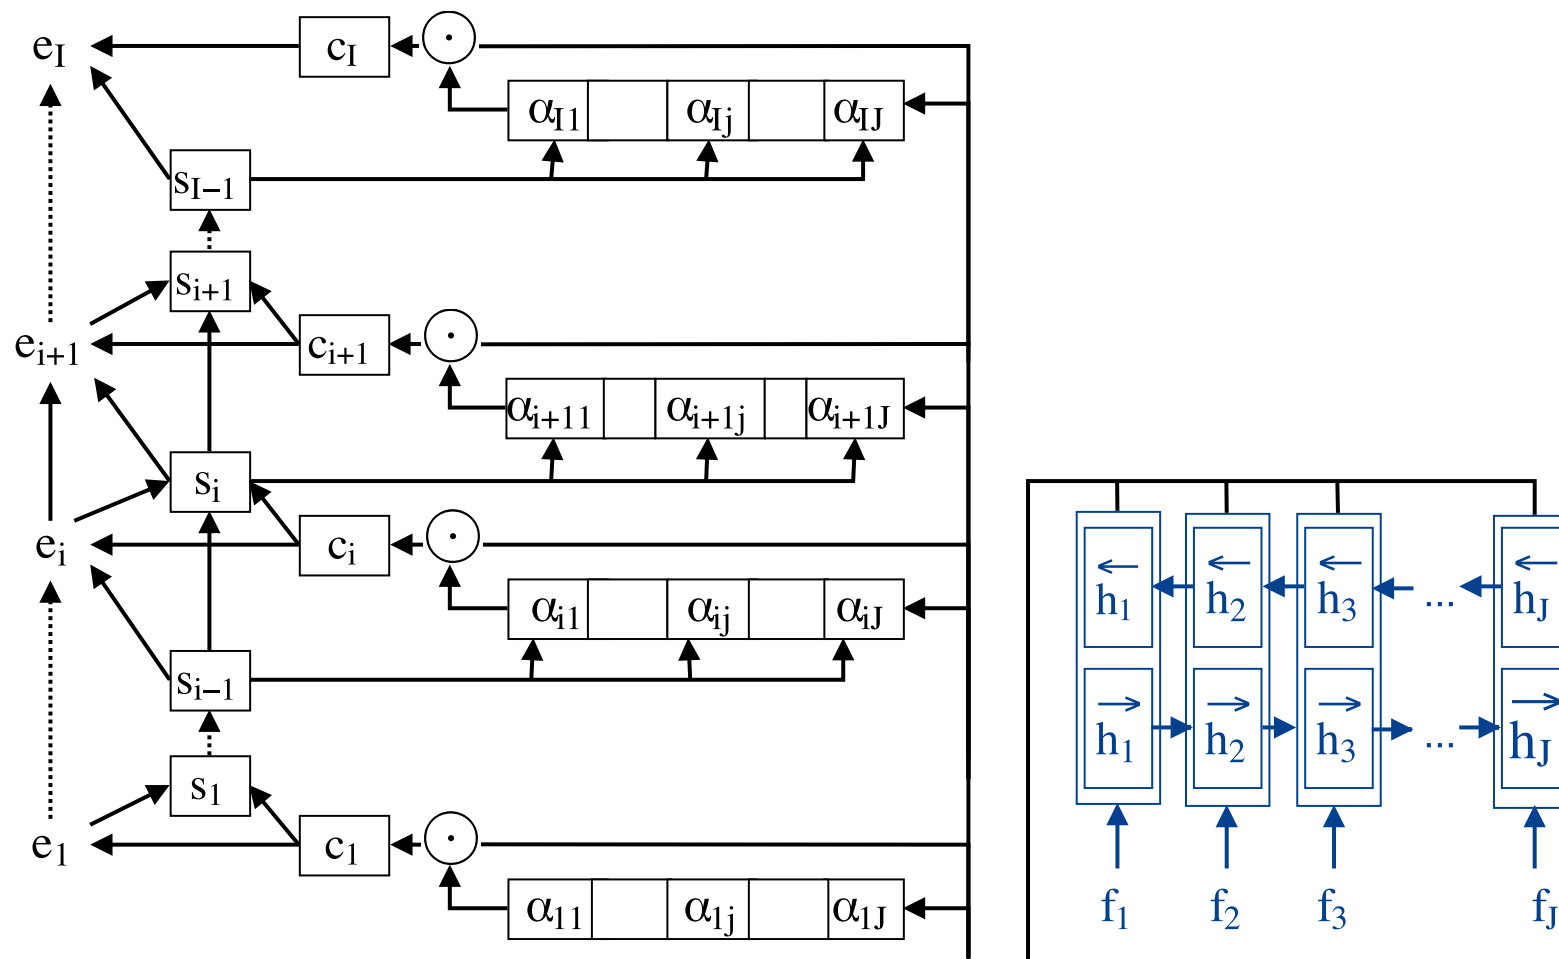 e_I c_I
α_I1 α_Ij α_IJ
s_I−1
s_i+1
e_i+1 c_i+1
α_i+11 α_i+1j α_i+1J
s_i
e_i c_i
α_i1 α_ij α_iJ
s_i−1
s_1
e_1 c_1
α_11 α_1j α_1J
←h_1 ←h_2 ←h_3 ... ←h_J
→h_1 →h_2 →h_3 ... →h_J
f_1 f_2 f_3 f_J